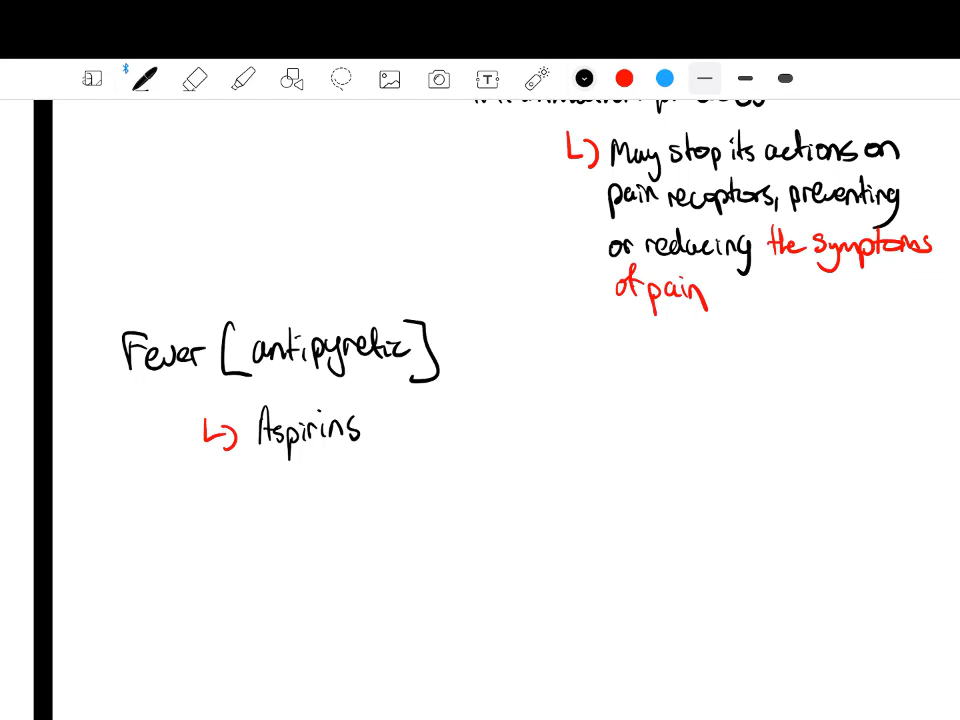 May stop its actions on
pain receptors, preventing
or reducing the symptoms
of pain
Fever [antipyretic]
Aspirins